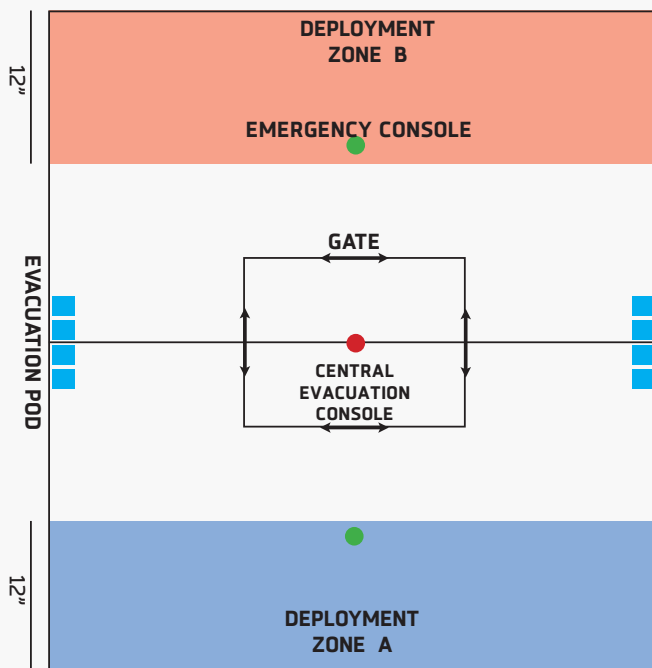 DEPLOYMENT
ZONE B
12”
EMERGENCY CONSOLE
GATE
EVACUATION POD
CENTRAL
EVACUATION
CONSOLE
12”
DEPLOYMENT
ZONE A